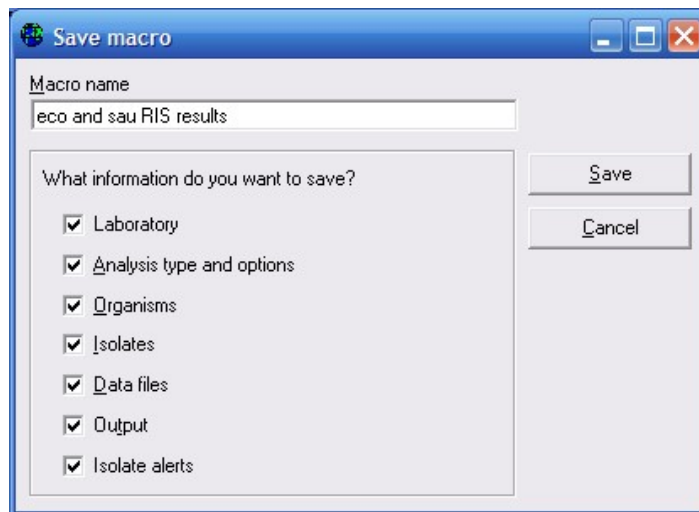 Save macro
Macro name
eco and sau RIS results
What information do you want to save?
Save
Laboratory
Cancel
Analysis type and options
Organisms
Isolates
Data files
Output
Isolate alerts